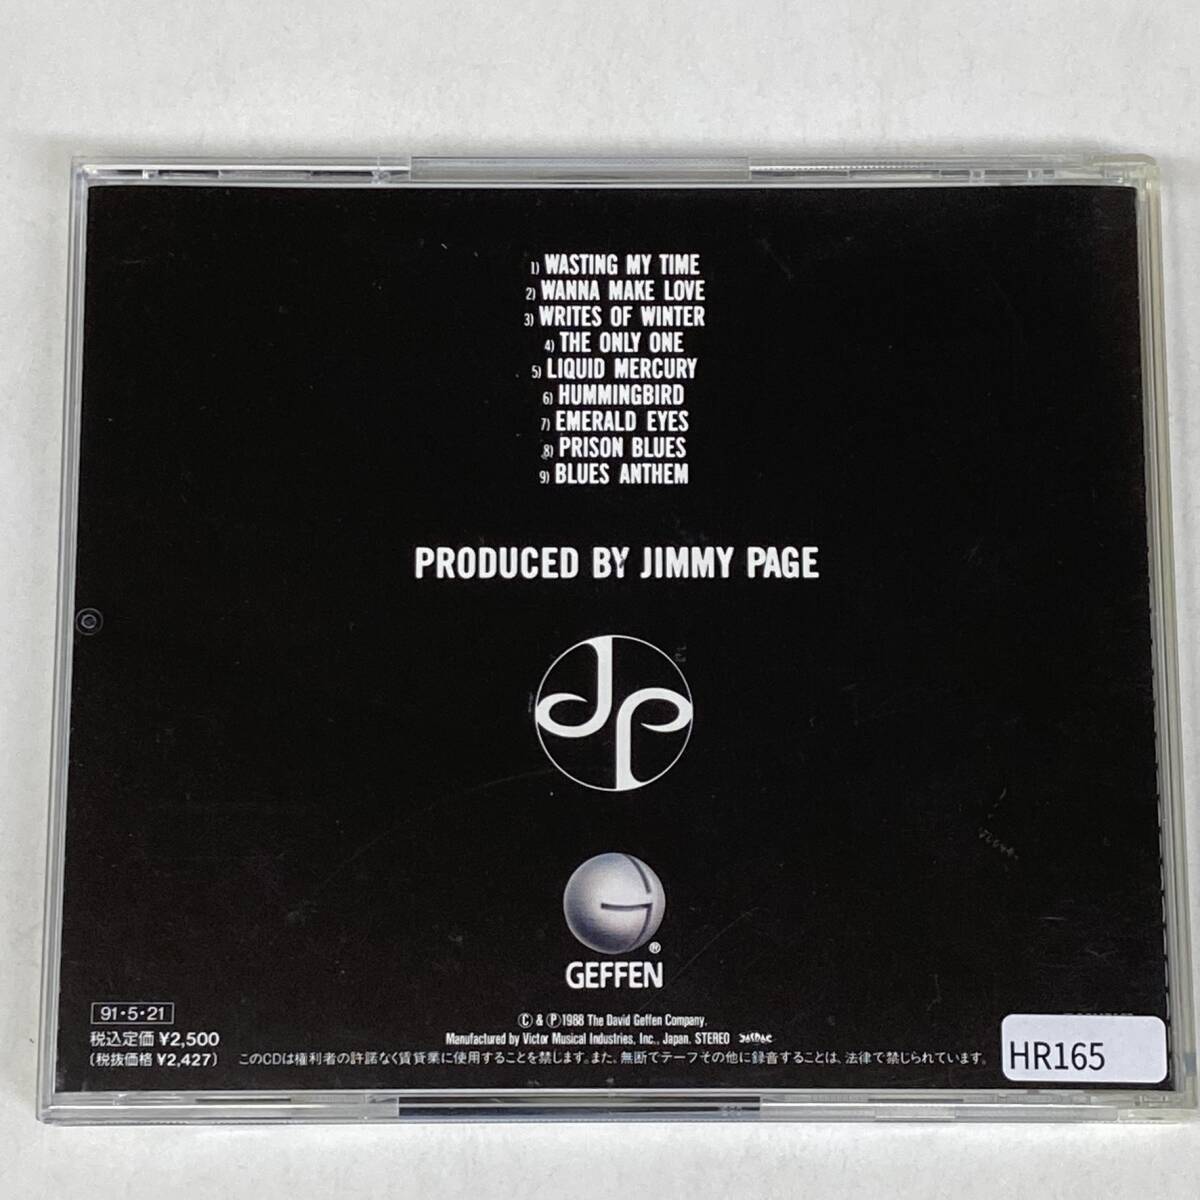 1) WASTING MY TIME
2) WANNA MAKE LOVE
3) WRITES OF WINTER
4) THE ONLY ONE
5) LIQUID MERCURY
6) HUMMINGBIRD
7) EMERALD EYES
8) PRISON BLUES
9) BLUES ANTHEM
PRODUCED BY JIMMY PAGE
JP
G
®
GEFFEN
91・5・21
税込定価 ¥2,500
(税抜価格 ¥2,427)
© & ℗ 1988 The David Geffen Company.
Manufactured by Victor Musical Industries, Inc., Japan. STEREO
このCDは権利者の許諾なく賃貸業に使用することを禁じます。また、無断でテープその他に録音することは、法律で禁じられています。
HR165